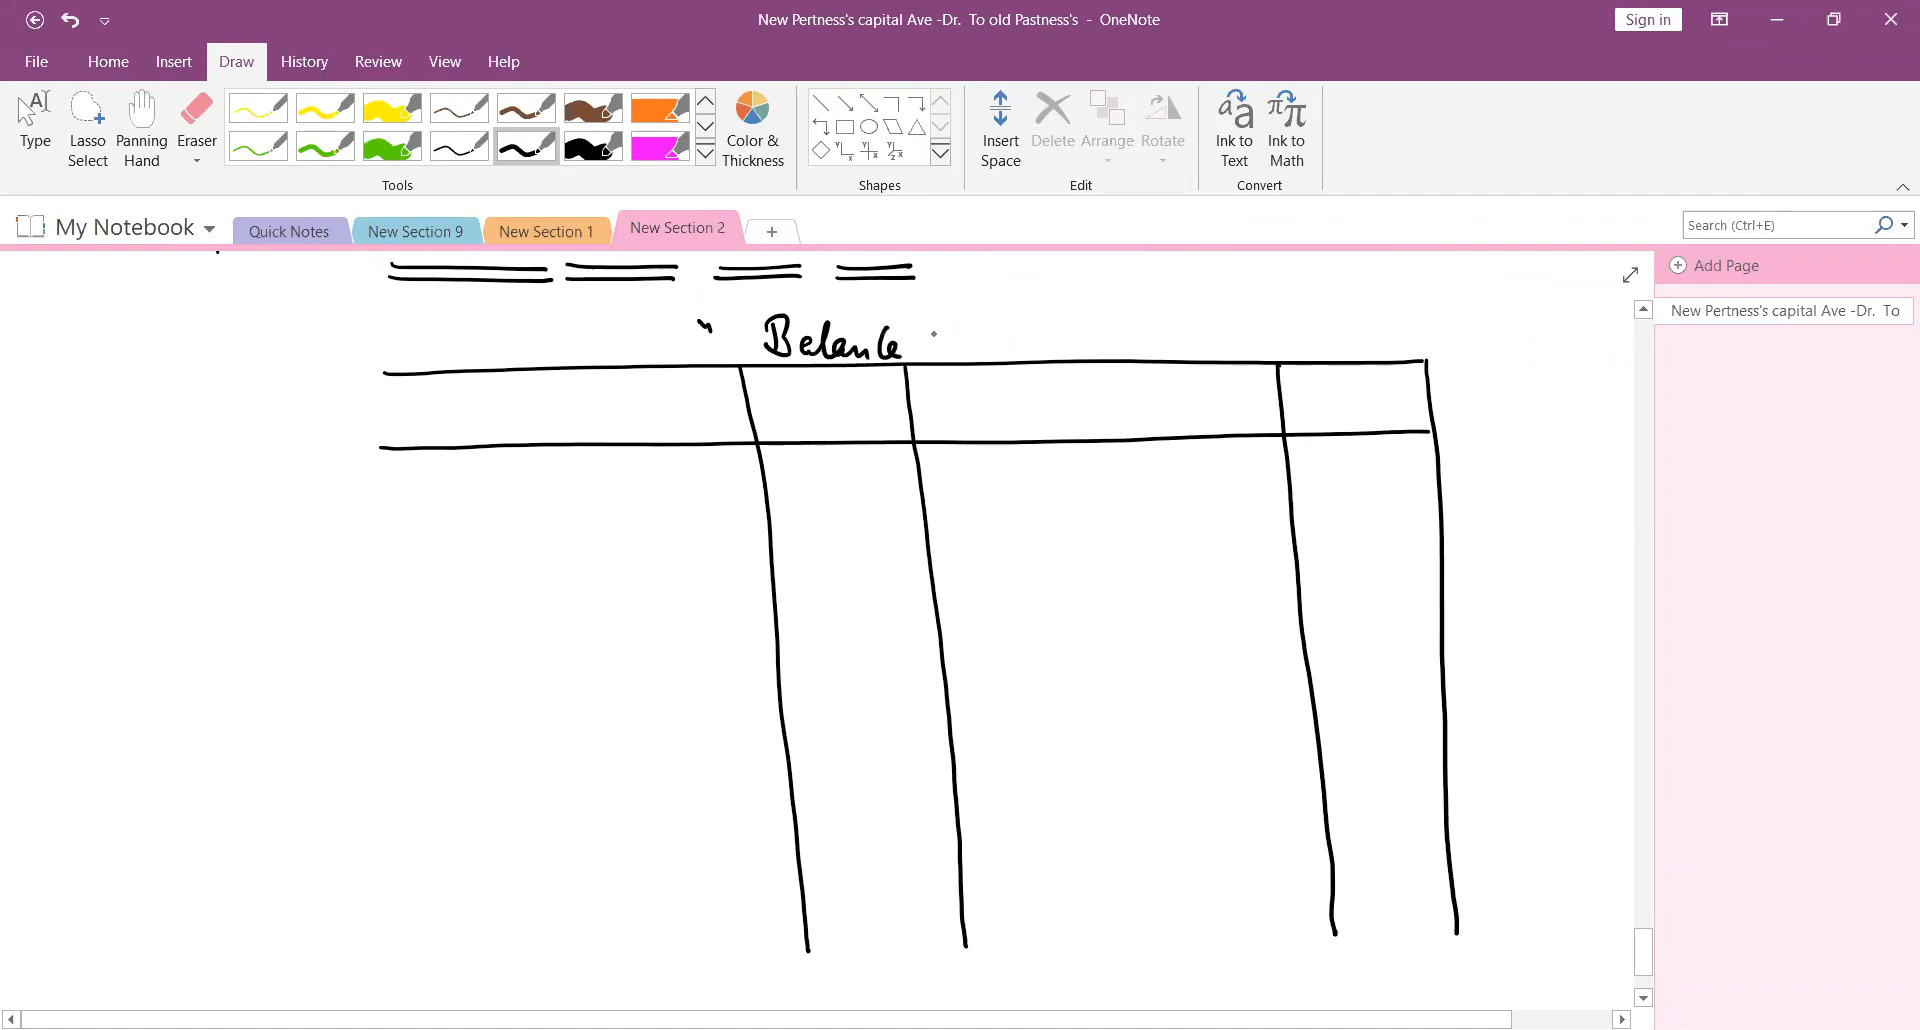 New Pertness's capital Ave -Dr. To old Pastness's - OneNote
Sign in
File Home Insert Draw History Review View Help
Type
Lasso Select
Panning Hand
Eraser
Color & Thickness
Insert Space
Delete
Arrange
Rotate
Ink to Text
Ink to Math
Tools
Shapes
Edit
Convert
My Notebook
Quick Notes
New Section 9
New Section 1
New Section 2
Search (Ctrl+E)
Add Page
New Pertness's capital Ave -Dr. To
" Balance